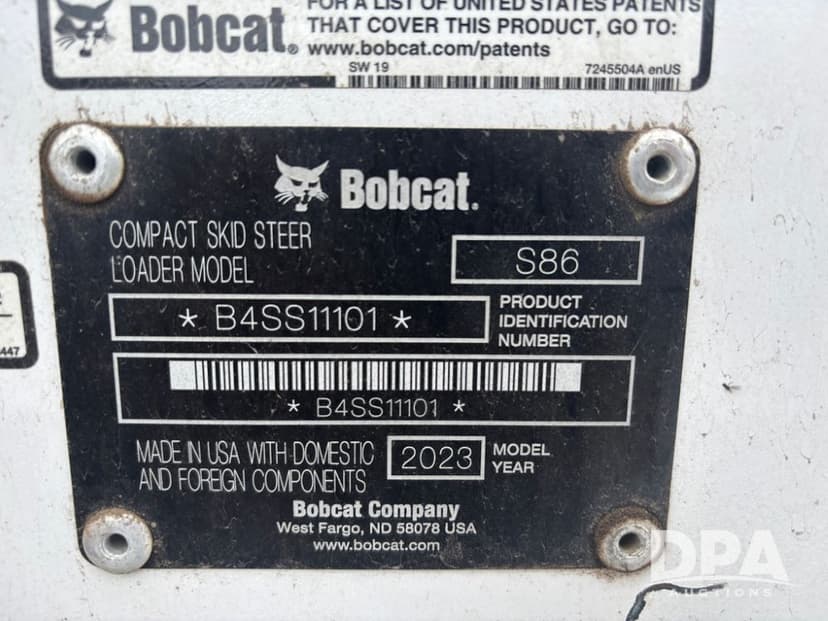 FOR A LIST OF UNITED STATES PATENTS
THAT COVER THIS PRODUCT, GO TO:
Bobcat®
www.bobcat.com/patents
SW 19
7245504A enUS
Bobcat.
COMPACT SKID STEER
LOADER MODEL
S86
* B4SS11101 *
PRODUCT
IDENTIFICATION
NUMBER
* B4SS11101 *
MADE IN USA WITH DOMESTIC
AND FOREIGN COMPONENTS
2023
MODEL
YEAR
Bobcat Company
West Fargo, ND 58078 USA
www.bobcat.com
447
DPA
AUCTIONS